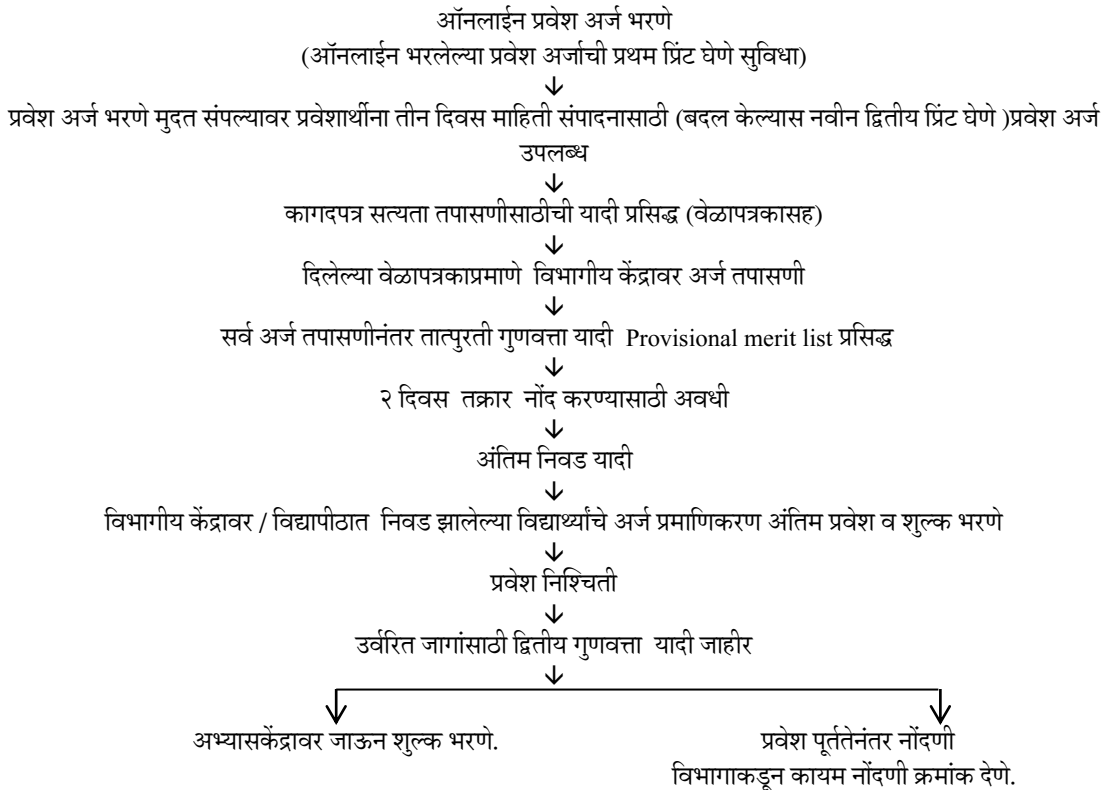 ऑनलाईन प्रवेश अर्ज भरणे
(ऑनलाईन भरलेल्या प्रवेश अर्जाची प्रथम प्रिंट घेणे सुविधा)
प्रवेश अर्ज भरणे मुदत संपल्यावर प्रवेशार्थीना तीन दिवस माहिती संपादनासाठी (बदल केल्यास नवीन द्वितीय प्रिंट घेणे )प्रवेश अर्ज
उपलब्ध
कागदपत्र सत्यता तपासणीसाठीची यादी प्रसिद्ध (वेळापत्रकासह)
दिलेल्या वेळापत्रकाप्रमाणे विभागीय केंद्रावर अर्ज तपासणी
सर्व अर्ज तपासणीनंतर तात्पुरती गुणवत्ता यादी Provisional merit list प्रसिद्ध
२ दिवस तक्रार नोंद करण्यासाठी अवधी
अंतिम निवड यादी
विभागीय केंद्रावर / विद्यापीठात निवड झालेल्या विद्यार्थ्यांचे अर्ज प्रमाणिकरण अंतिम प्रवेश व शुल्क भरणे
प्रवेश निश्चिती
उर्वरित जागांसाठी द्वितीय गुणवत्ता यादी जाहीर
अभ्यासकेंद्रावर जाऊन शुल्क भरणे.
प्रवेश पूर्ततेनंतर नोंदणी
विभागाकडून कायम नोंदणी क्रमांक देणे.